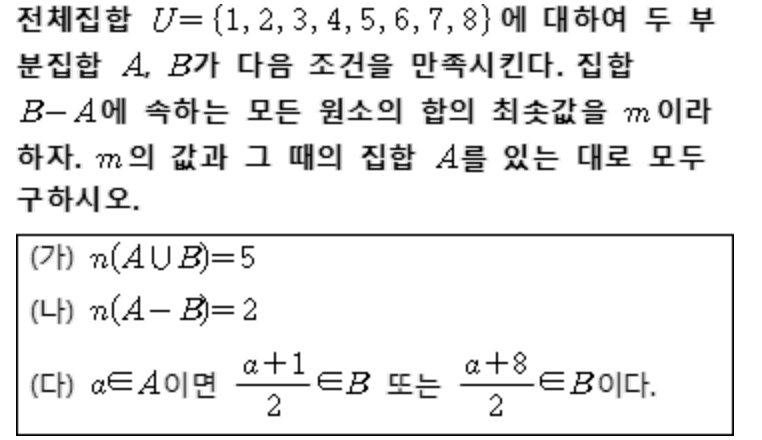 전체집합 U={1, 2, 3, 4, 5, 6, 7, 8}에 대하여 두 부
분집합 A, B가 다음 조건을 만족시킨다. 집합
B-A에 속하는 모든 원소의 합의 최솟값을 m이라
하자. m의 값과 그 때의 집합 A를 있는 대로 모두
구하시오.
(가) n(A∪B)=5
(나) n(A-B)=2
(다) a∈A이면 (a+1)/2∈B 또는 (a+8)/2∈B이다.